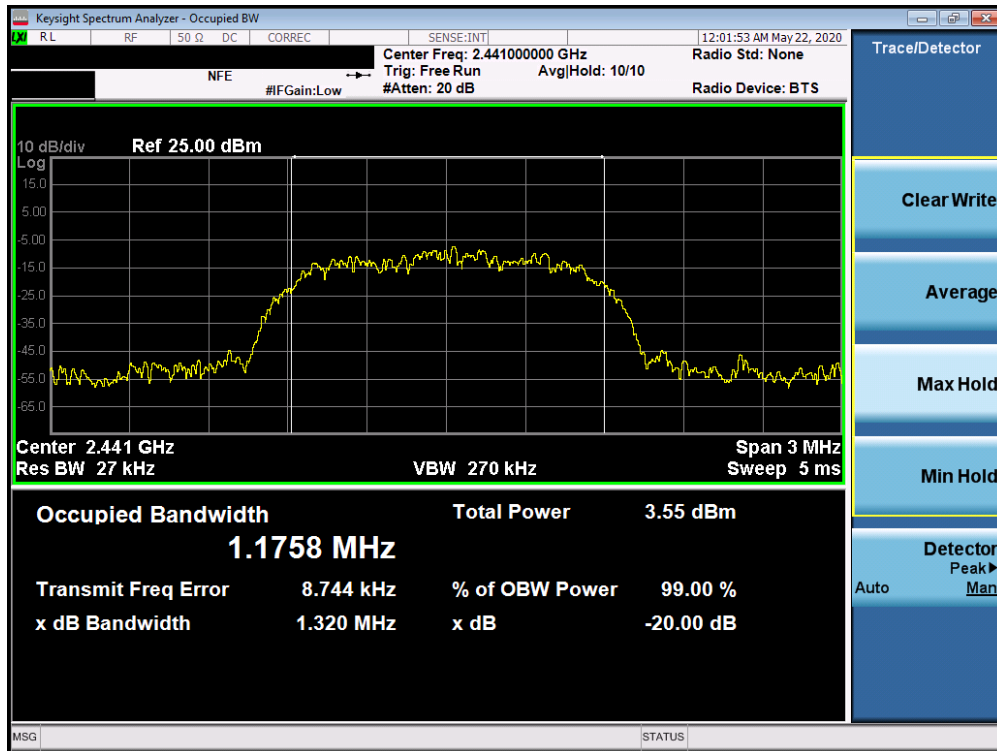 Keysight Spectrum Analyzer - Occupied BW
LXI RL RF 50 Ω DC CORREC SENSE:INT 12:01:53 AM May 22, 2020
Center Freq: 2.441000000 GHz Radio Std: None
NFE Trig: Free Run Avg|Hold: 10/10
#IFGain:Low #Atten: 20 dB Radio Device: BTS
Trace/Detector
10 dB/div Ref 25.00 dBm
Log
15.0
5.00
-5.00
-15.0
-25.0
-35.0
-45.0
-55.0
-65.0
Center 2.441 GHz Span 3 MHz
Res BW 27 kHz VBW 270 kHz Sweep 5 ms
Occupied Bandwidth Total Power 3.55 dBm
1.1758 MHz
Transmit Freq Error 8.744 kHz % of OBW Power 99.00 %
x dB Bandwidth 1.320 MHz x dB -20.00 dB
Clear Write
Average
Max Hold
Min Hold
Detector
Peak▶
Auto Man
MSG STATUS